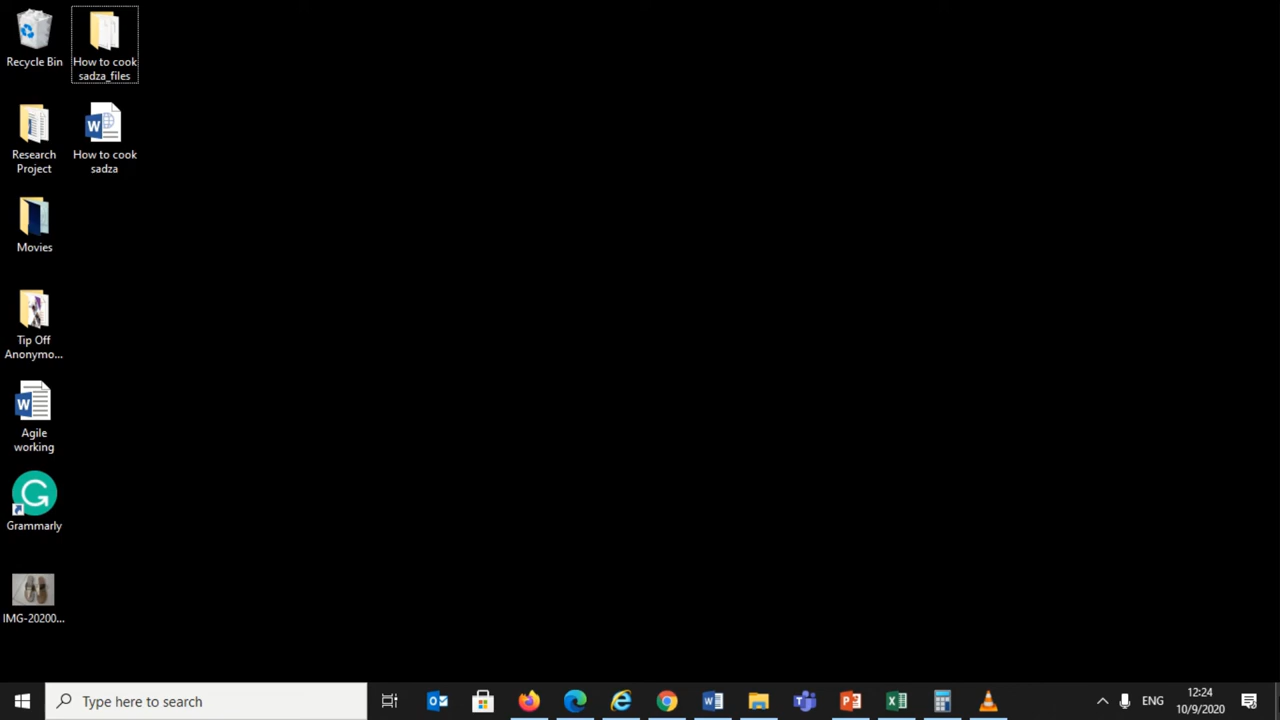 Recycle Bin
How to cook
sadza_files
Research
Project
How to cook
sadza
Movies
Tip Off
Anonymo...
Agile
working
Grammarly
IMG-20200...
Type here to search
ENG
12:24
10/9/2020